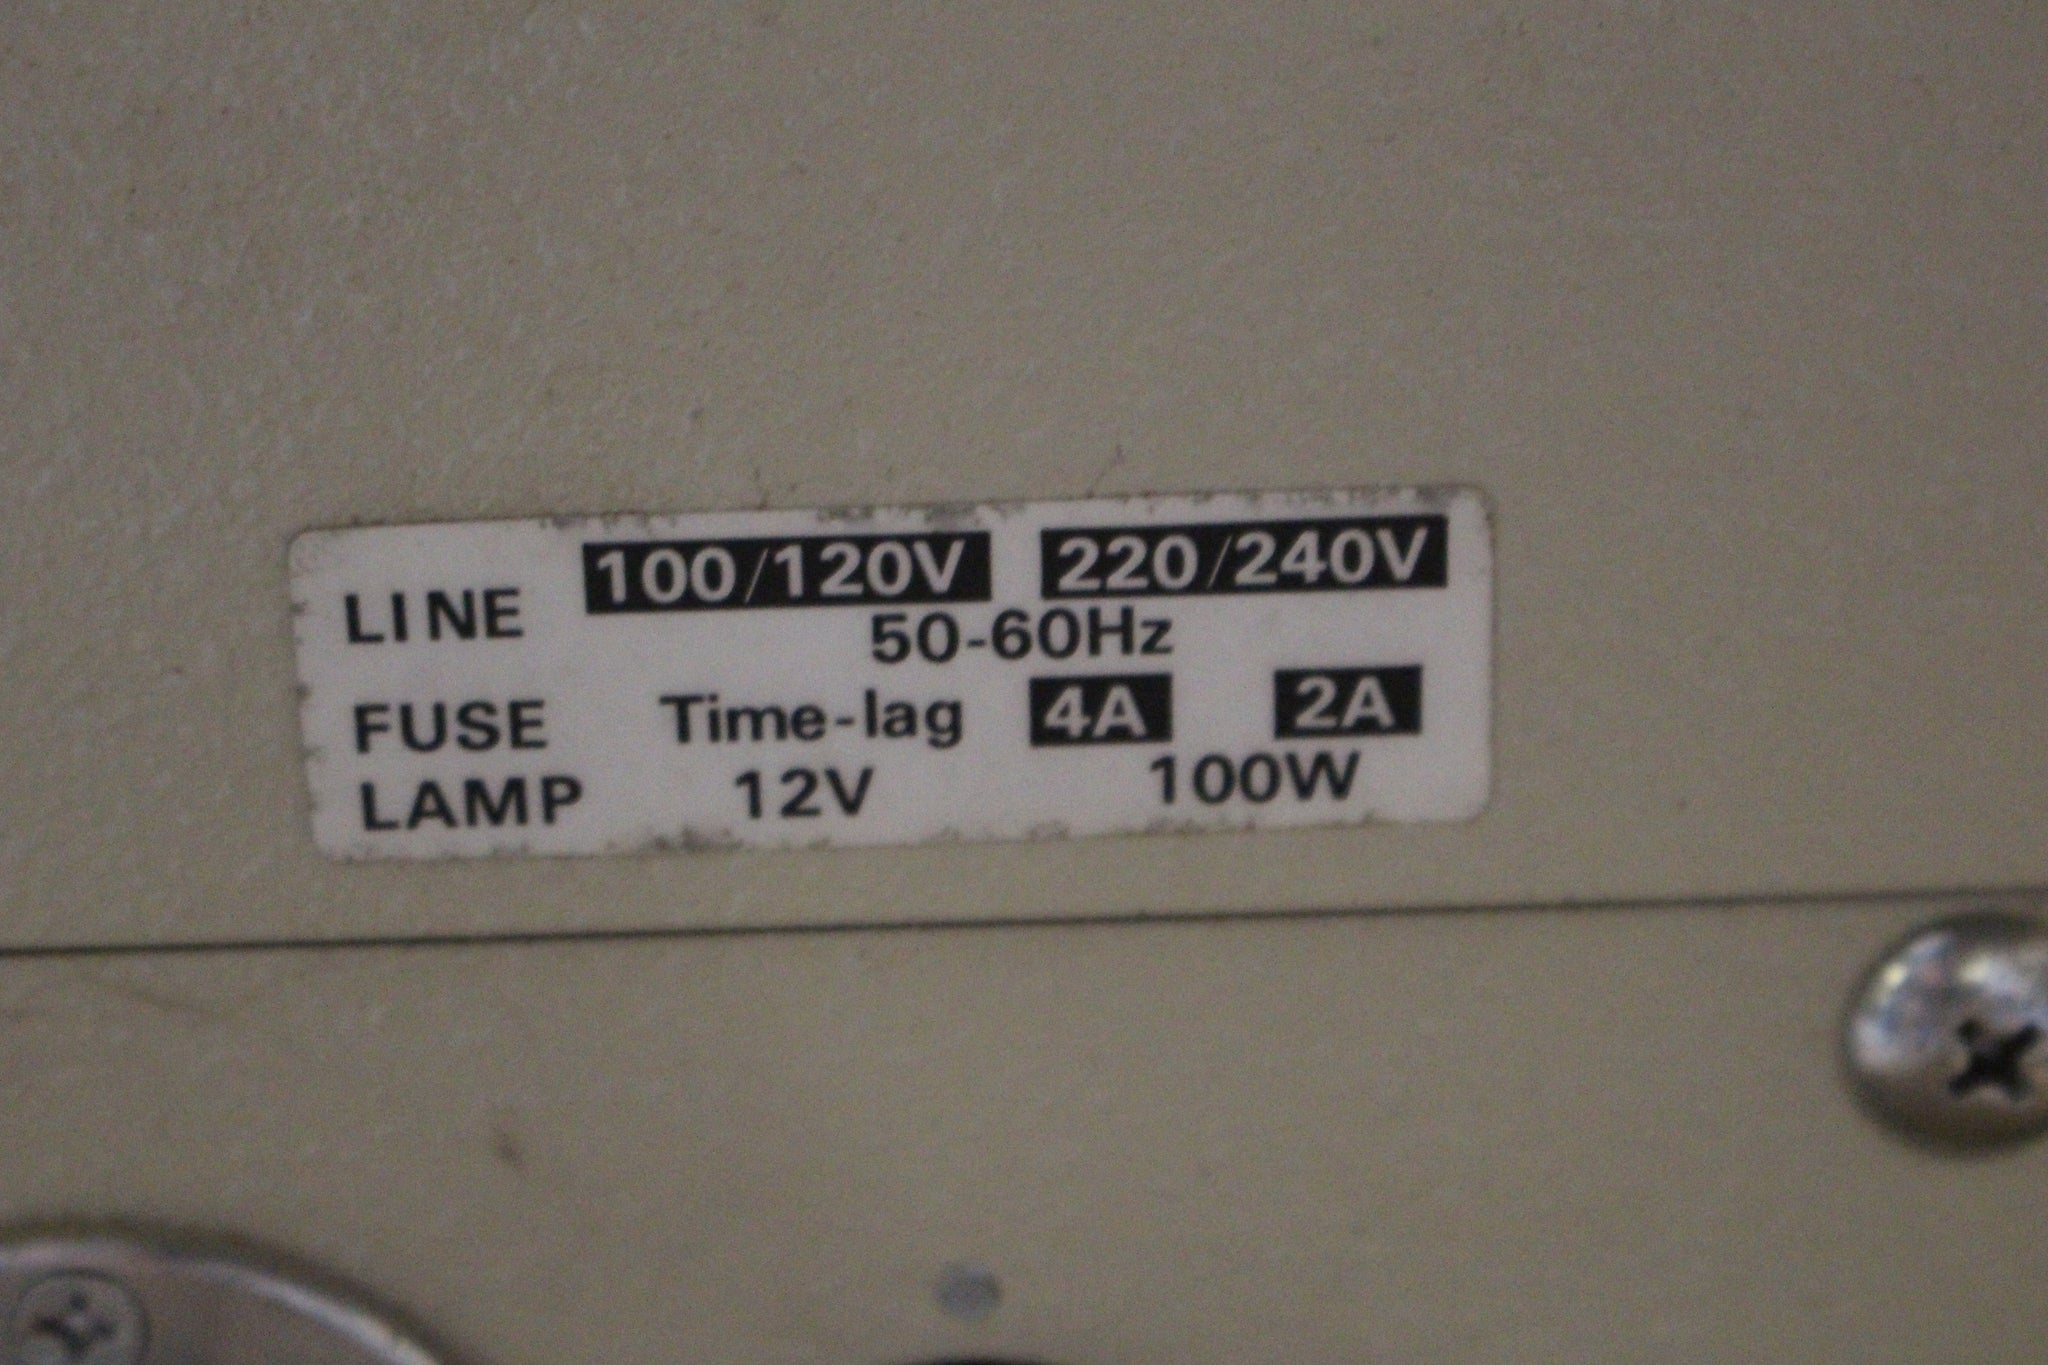 LINE 100/120V 220/240V
50-60Hz
FUSE Time-lag 4A 2A
LAMP 12V 100W